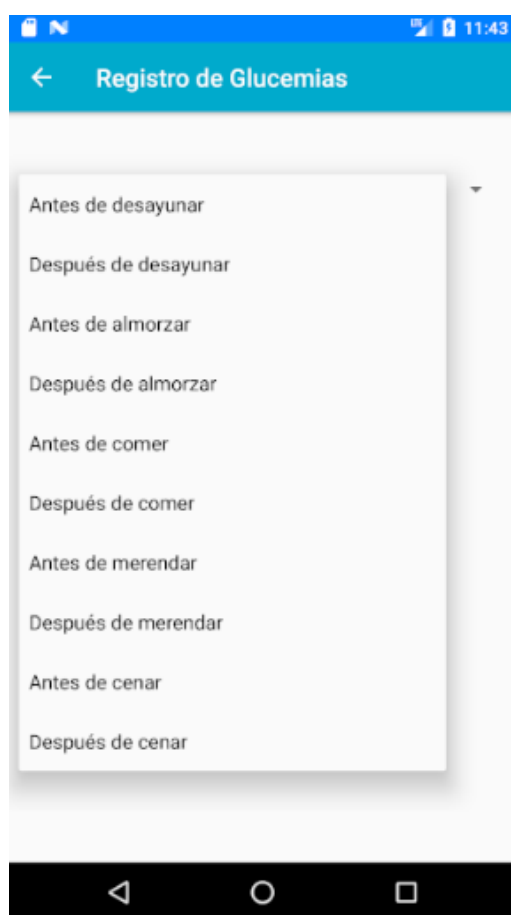 11:43
Registro de Glucemias
Antes de desayunar
Después de desayunar
Antes de almorzar
Después de almorzar
Antes de comer
Después de comer
Antes de merendar
Después de merendar
Antes de cenar
Después de cenar